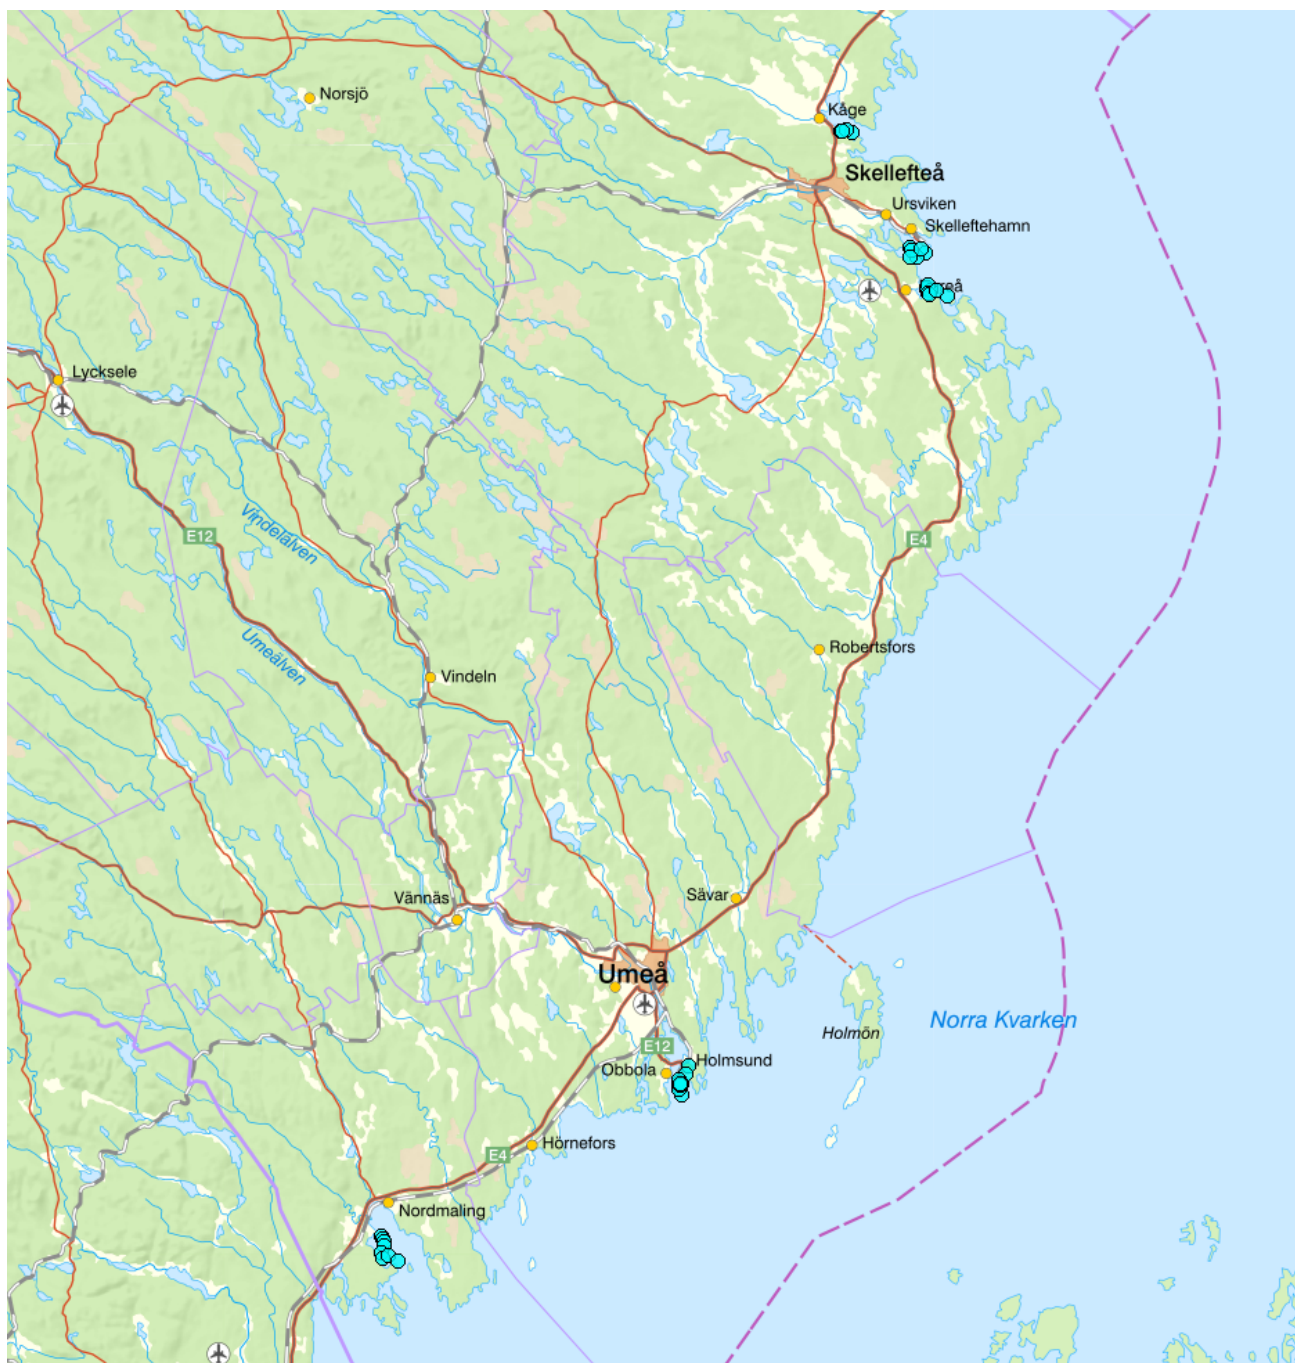 Norsjö
Kåge
Skellefteå
Ursviken
Skelleftehamn
Lycksele
E12
Vindelälven
E4
Umeälven
Robertsfors
Vindeln
Vännäs
Sävar
Umeå
Norra Kvarken
Holmön
E12
Holmsund
Obbola
Hörnefors
E4
Nordmaling